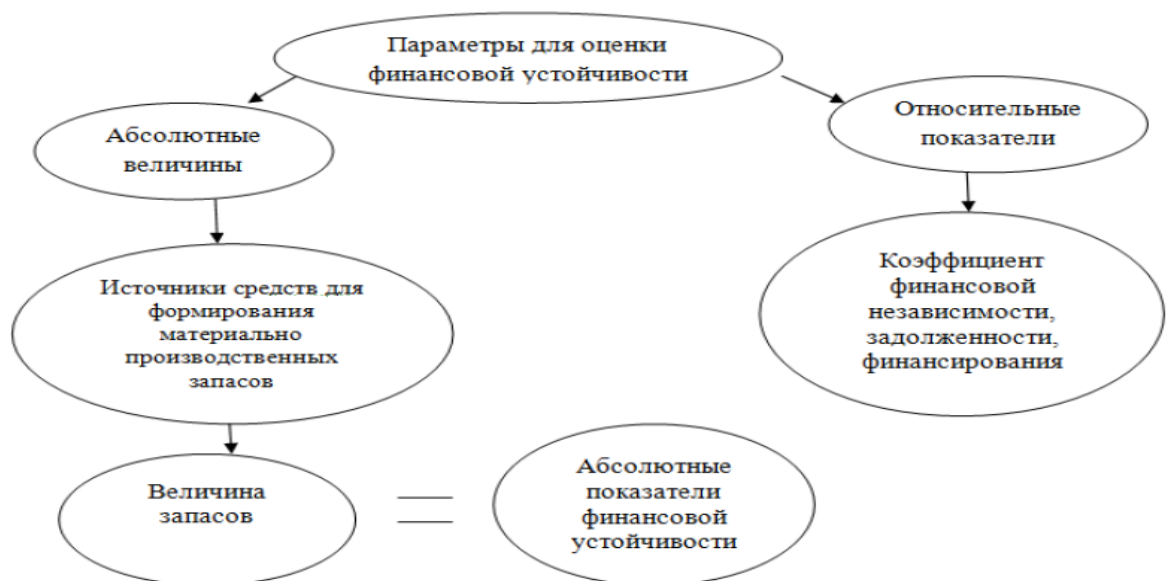 Параметры для оценки
финансовой устойчивости
Абсолютные
величины
Относительные
показатели
Источники средств для
формирования
материально
производственных
запасов
Коэффициент
финансовой
независимости,
задолженности,
финансирования
Величина
запасов
Абсолютные
показатели
финансовой
устойчивости